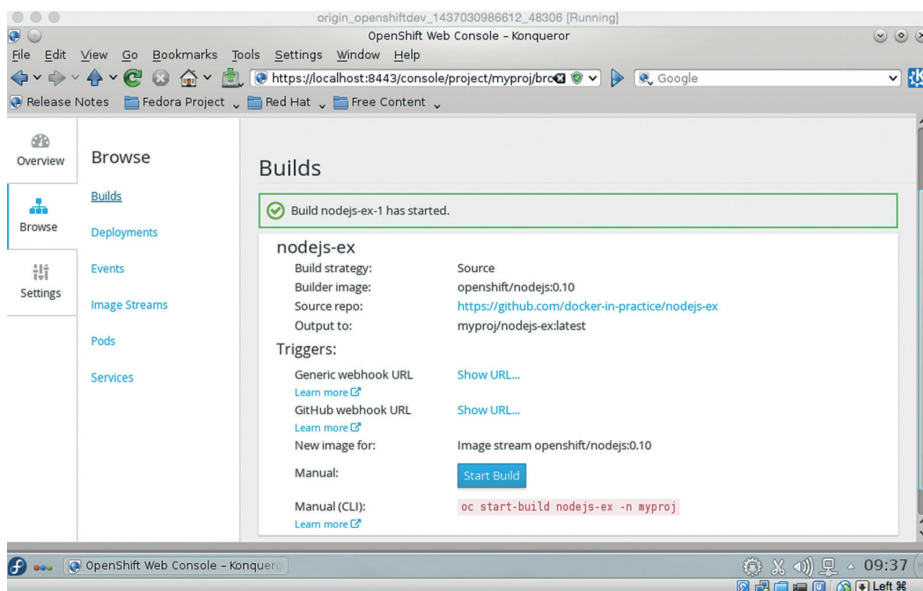 origin_openshiftdev_1437030986612_48306 [Running]
OpenShift Web Console – Konqueror
File Edit View Go Bookmarks Tools Settings Window Help
https://localhost:8443/console/project/myproj/bro
Google
Release Notes Fedora Project Red Hat Free Content
Overview
Browse
Settings
Browse
Builds
Deployments
Events
Image Streams
Pods
Services
Builds
Build nodejs-ex-1 has started.
nodejs-ex
Build strategy: Source
Builder image: openshift/nodejs:0.10
Source repo: https://github.com/docker-in-practice/nodejs-ex
Output to: myproj/nodejs-ex:latest
Triggers:
Generic webhook URL Show URL...
Learn more
GitHub webhook URL Show URL...
Learn more
New image for: Image stream openshift/nodejs:0.10
Manual: Start Build
Manual (CLI): oc start-build nodejs-ex -n myproj
Learn more
OpenShift Web Console – Konquero
09:37
Left ⌘